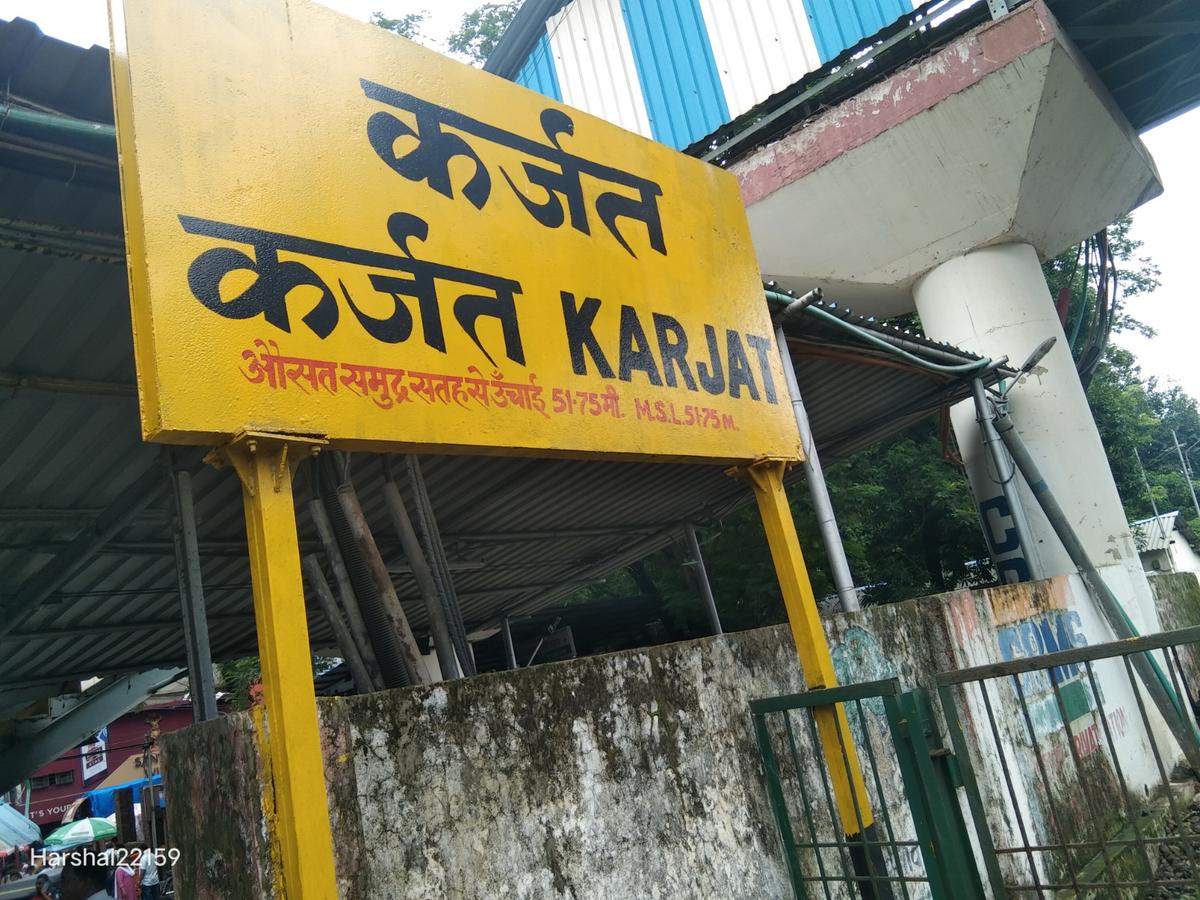 कर्जत
कर्जत KARJAT
औसत समुद्र सतह से उँचाई 51·75 मी. M.S.L. 51·75 M.
Harshal22159